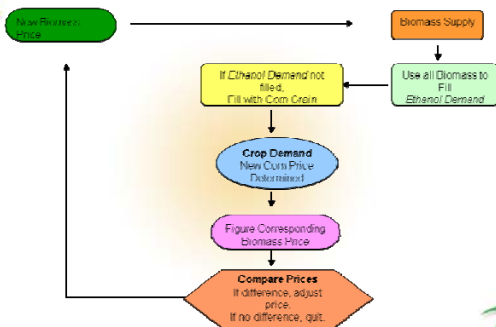 New Biomass
Price
Biomass Supply
If Ethanol Demand not
filled,
Fill with Corn Grain
Use all Biomass to
Fill
Ethanol Demand
Crop Demand
New Corn Price
Determined
Figure Corresponding
Biomass Price
Compare Prices
If difference, adjust
price.
If no difference, quit.